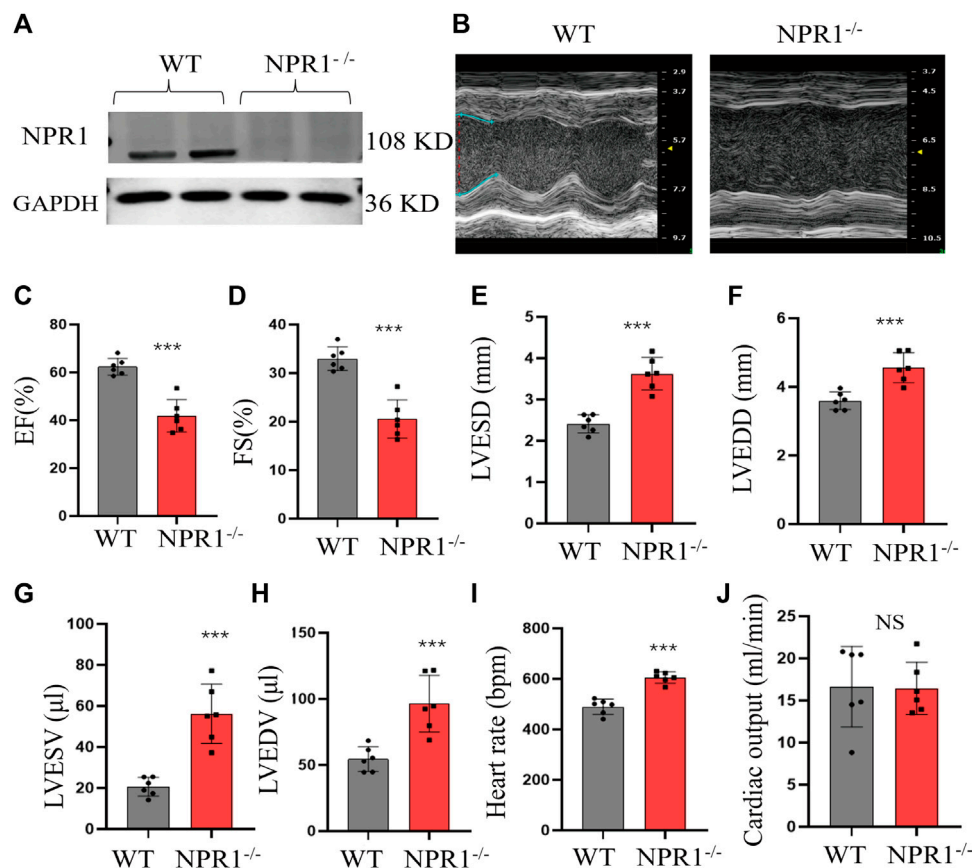 A
WT NPR1-/-
NPR1 108 KD
GAPDH 36 KD
B
WT NPR1-/-
2.9
3.7
5.7
7.7
9.7
3.7
4.5
6.5
8.5
10.5
C
EF(%)
80
60
40
20
0
***
WT NPR1-/-
D
FS(%)
40
30
20
10
0
***
WT NPR1-/-
E
LVESD (mm)
5
4
3
2
1
0
***
WT NPR1-/-
F
LVEDD (mm)
6
4
2
0
***
WT NPR1-/-
G
LVESV (µl)
100
80
60
40
20
0
***
WT NPR1-/-
H
LVEDV (µl)
150
100
50
0
***
WT NPR1-/-
I
Heart rate (bpm)
800
600
400
200
0
***
WT NPR1-/-
J
Cardiac output (ml/min)
25
20
15
10
5
0
NS
WT NPR1-/-